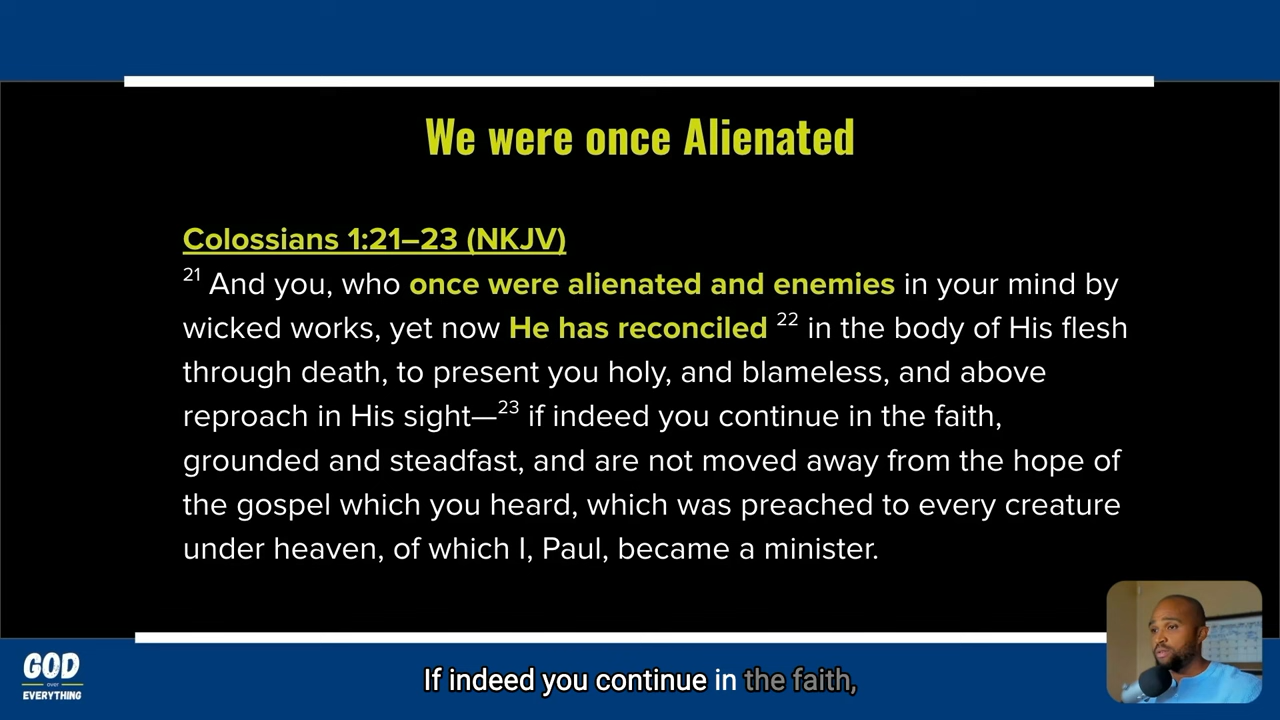 We were once Alienated
Colossians 1:21–23 (NKJV)
21 And you, who once were alienated and enemies in your mind by
wicked works, yet now He has reconciled 22 in the body of His flesh
through death, to present you holy, and blameless, and above
reproach in His sight—23 if indeed you continue in the faith,
grounded and steadfast, and are not moved away from the hope of
the gospel which you heard, which was preached to every creature
under heaven, of which I, Paul, became a minister.
GOD
over
EVERYTHING
If indeed you continue in the faith,